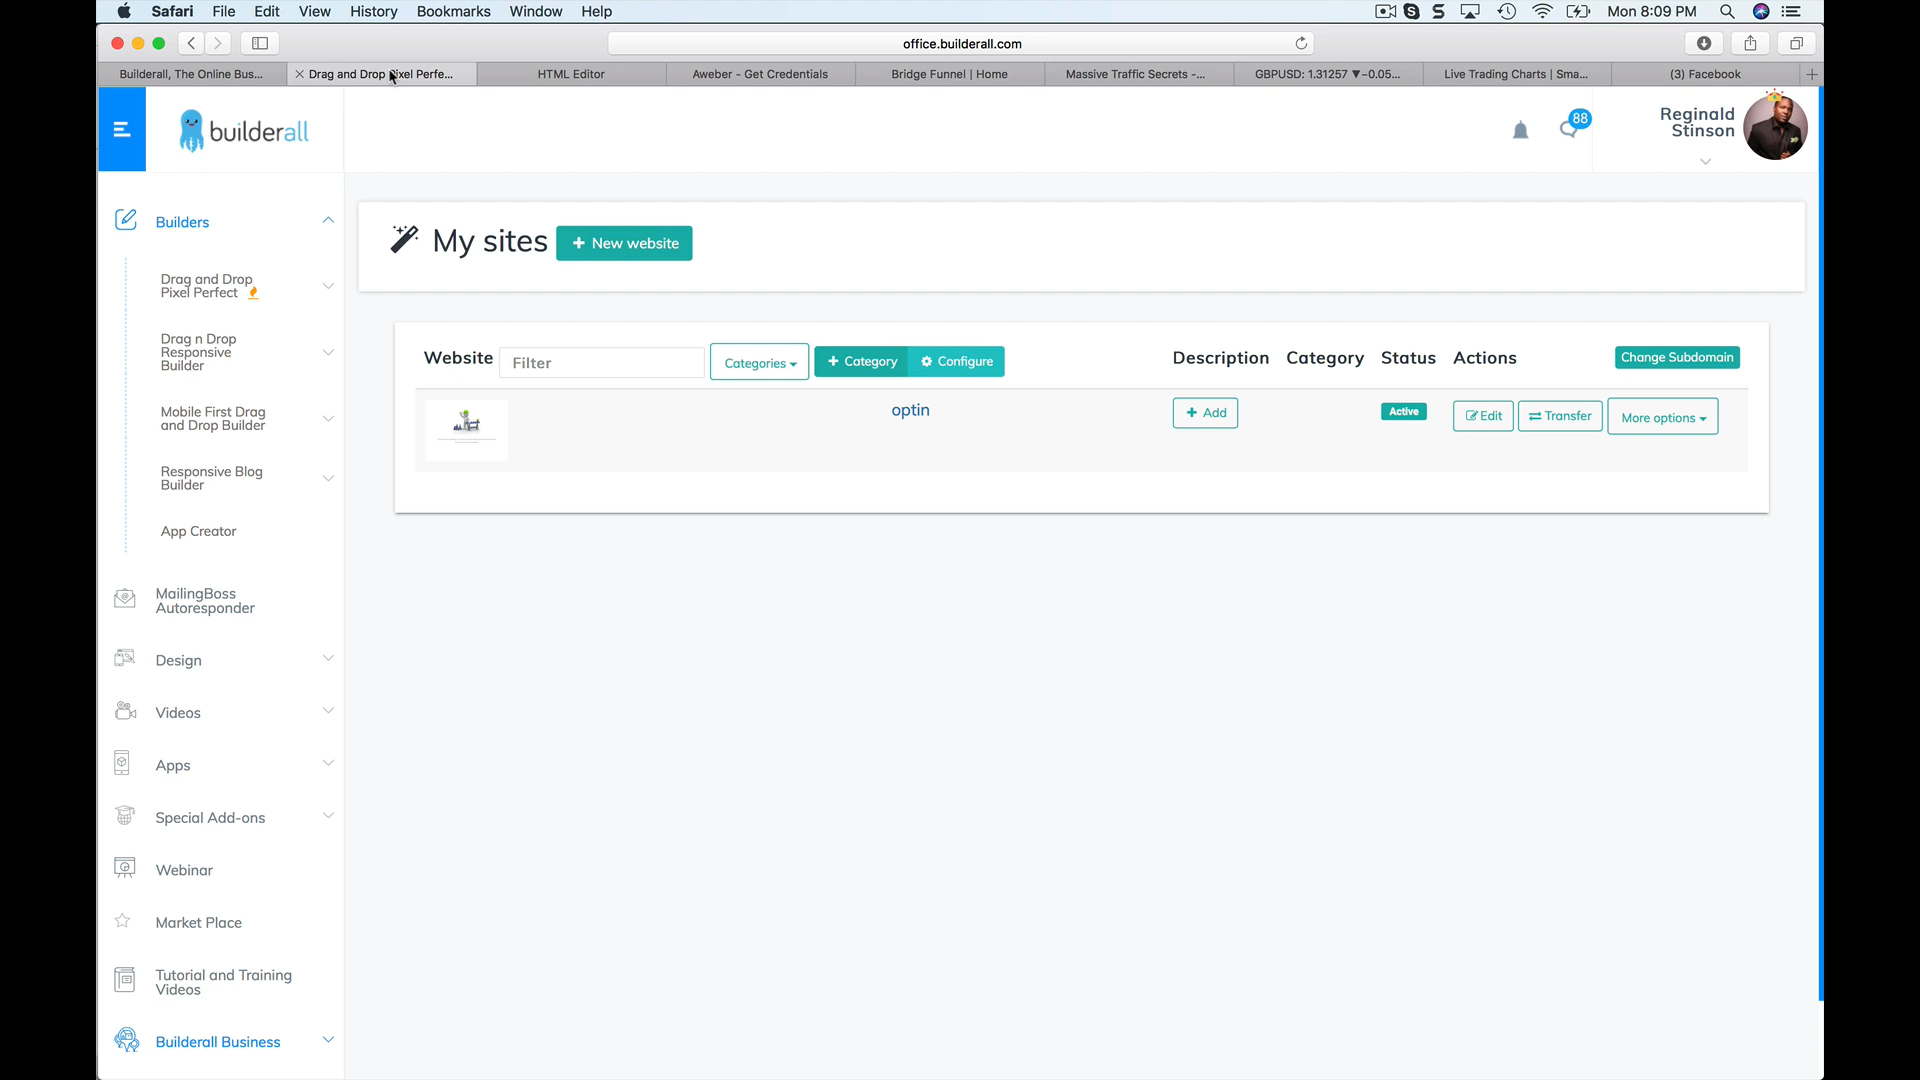 Safari File Edit View History Bookmarks Window Help Mon 8:09 PM
office.builderall.com
Builderall, The Online Bus... Drag and Drop Pixel Perfe... HTML Editor Aweber - Get Credentials Bridge Funnel | Home Massive Traffic Secrets -... GBPUSD: 1.31257 ▼−0.05... Live Trading Charts | Sma... (3) Facebook
builderall
88
Reginald
Stinson
Builders
Drag and Drop
Pixel Perfect
Drag n Drop
Responsive
Builder
Mobile First Drag
and Drop Builder
Responsive Blog
Builder
App Creator
MailingBoss
Autoresponder
Design
Videos
Apps
Special Add-ons
Webinar
Market Place
Tutorial and Training
Videos
Builderall Business
My sites + New website
Website Filter Categories + Category Configure Description Category Status Actions Change Subdomain
optin + Add Active Edit Transfer More options